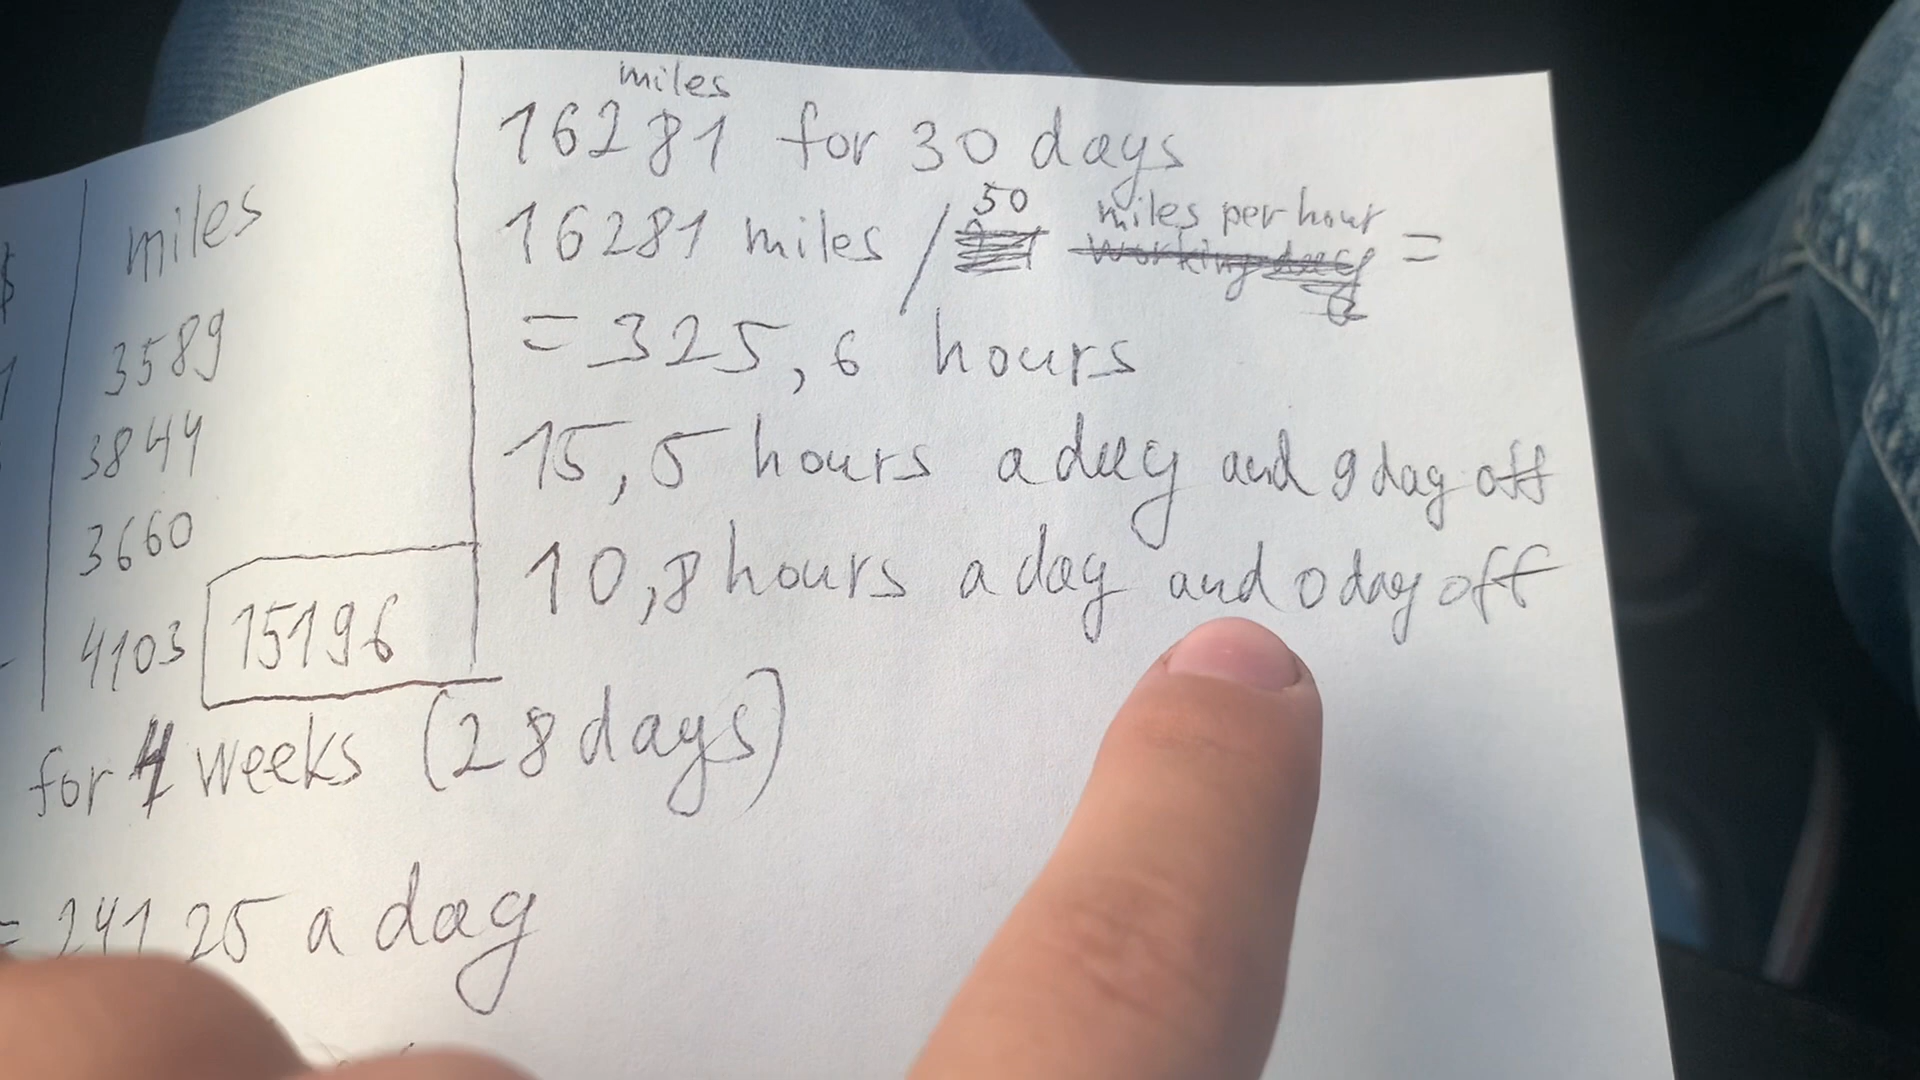 miles
16281 for 30 days
50 miles per hour
16281 miles / =
= 325,6 hours
15,5 hours a day and 9 day off
10,8 hours a day and 0 day off
$ miles
3589
3844
3660
4103 15196
for 4 weeks (28 days)
= 241 25 a day